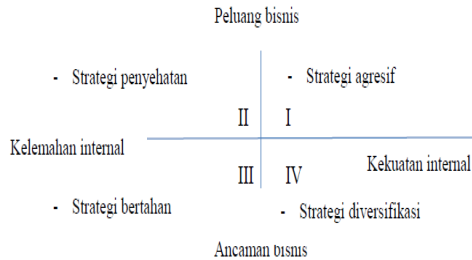 Peluang bisnis
- Strategi penyehatan
- Strategi agresif
II
I
Kelemahan internal
Kekuatan internal
III
IV
- Strategi bertahan
- Strategi diversifikasi
Ancaman bisnis